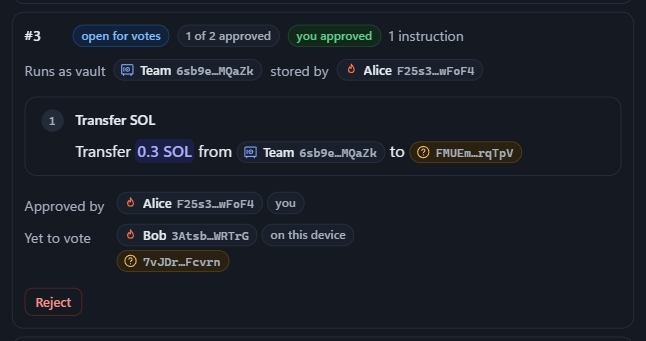 #3 open for votes 1 of 2 approved you approved 1 instruction
Runs as vault Team 6sb9e…MQaZk stored by Alice F25s3…wFoF4
1 Transfer SOL
Transfer 0.3 SOL from Team 6sb9e…MQaZk to FMUEm…rqTpV
Approved by Alice F25s3…wFoF4 you
Yet to vote Bob 3Atsb…WRTrG on this device
7vJDr…Fcvrn
Reject